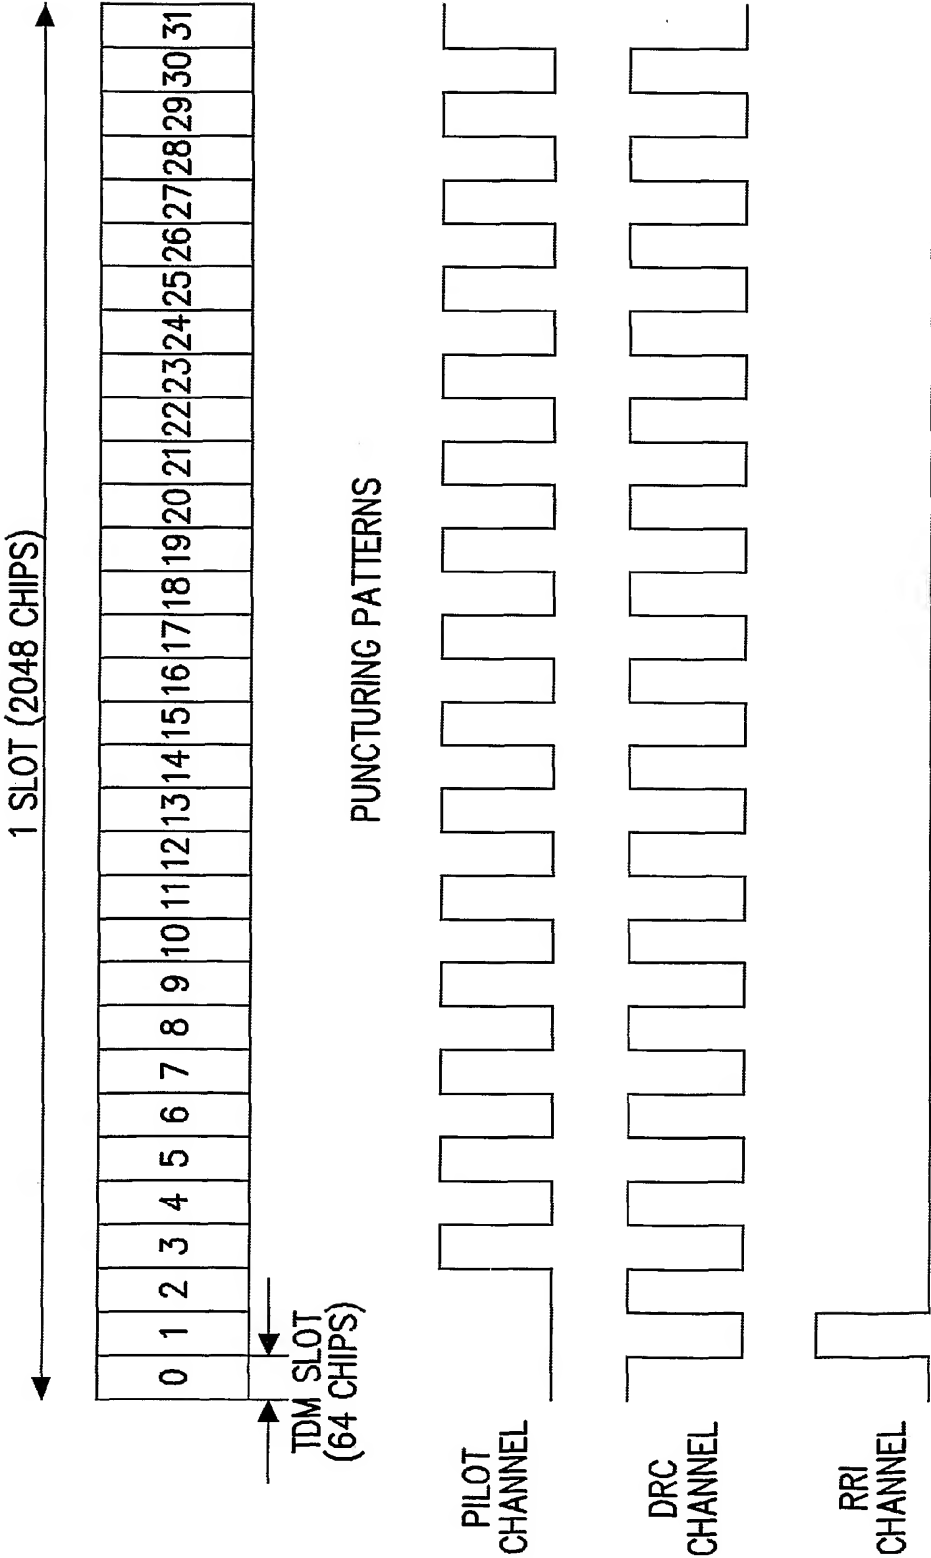 1 SLOT (2048 CHIPS)
0 1 2 3 4 5 6 7 8 9 10 11 12 13 14 15 16 17 18 19 20 21 22 23 24 25 26 27 28 29 30 31
TDM SLOT
(64 CHIPS)
PUNCTURING PATTERNS
PILOT
CHANNEL
DRC
CHANNEL
RRI
CHANNEL